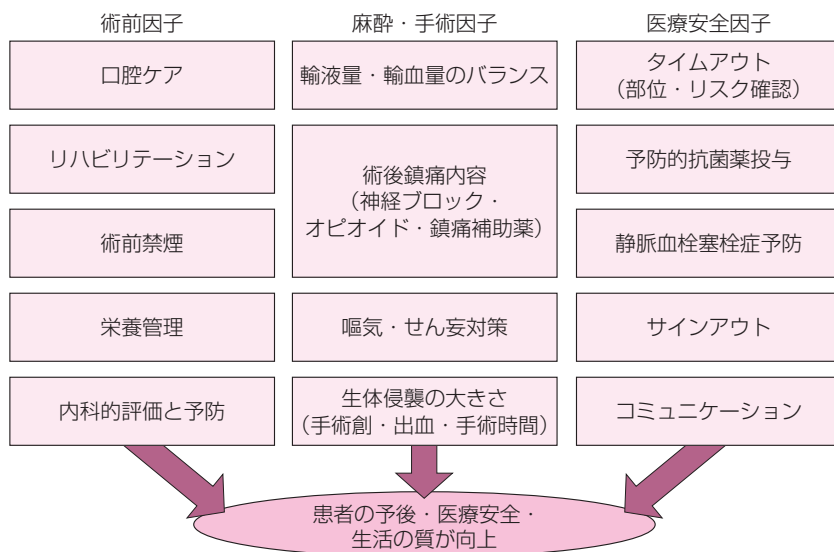 術前因子
口腔ケア
リハビリテーション
術前禁煙
栄養管理
内科的評価と予防
麻酔・手術因子
輸液量・輸血量のバランス
術後鎮痛内容
（神経ブロック・
オピオイド・鎮痛補助薬）
嘔気・せん妄対策
生体侵襲の大きさ
（手術創・出血・手術時間）
医療安全因子
タイムアウト
（部位・リスク確認）
予防的抗菌薬投与
静脈血栓塞栓症予防
サインアウト
コミュニケーション
患者の予後・医療安全・
生活の質が向上